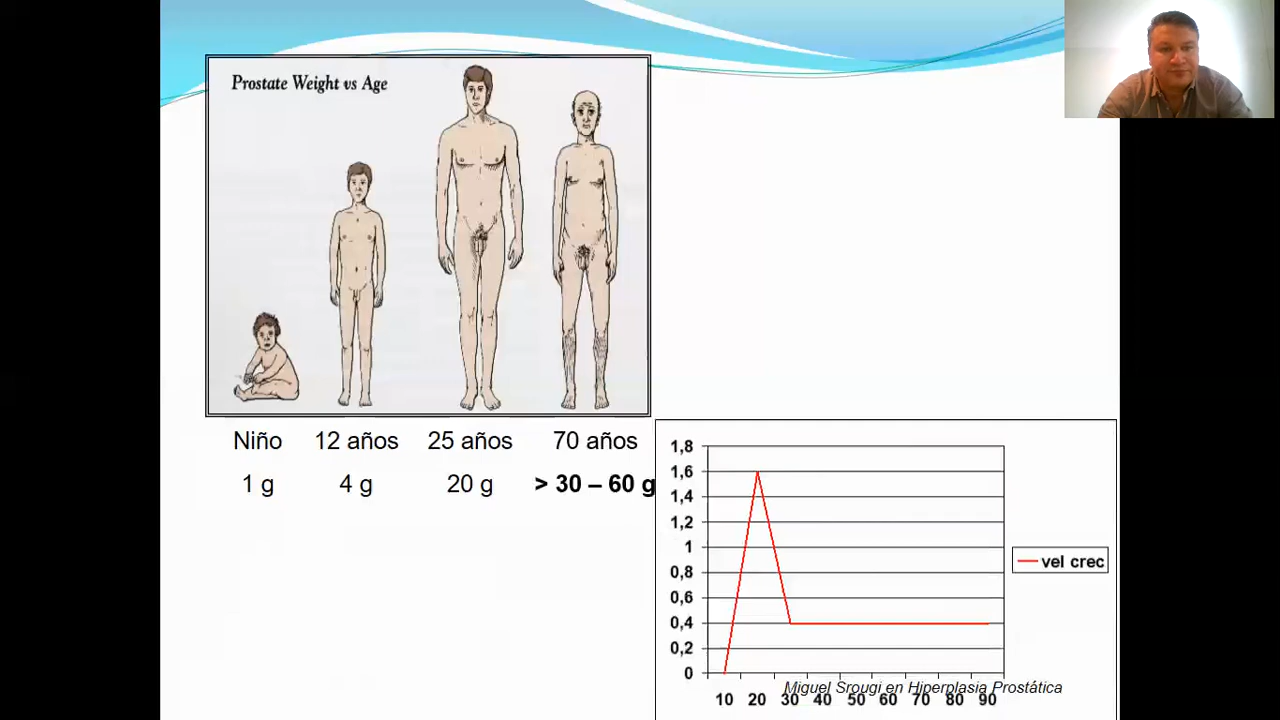 Prostate Weight vs Age
Niño 12 años 25 años 70 años
1 g 4 g 20 g > 30 – 60 g
1,8
1,6
1,4
1,2
1
0,8
0,6
0,4
0,2
0
vel crec
Miguel Srougi en Hiperplasia Prostática
10 20 30 40 50 60 70 80 90